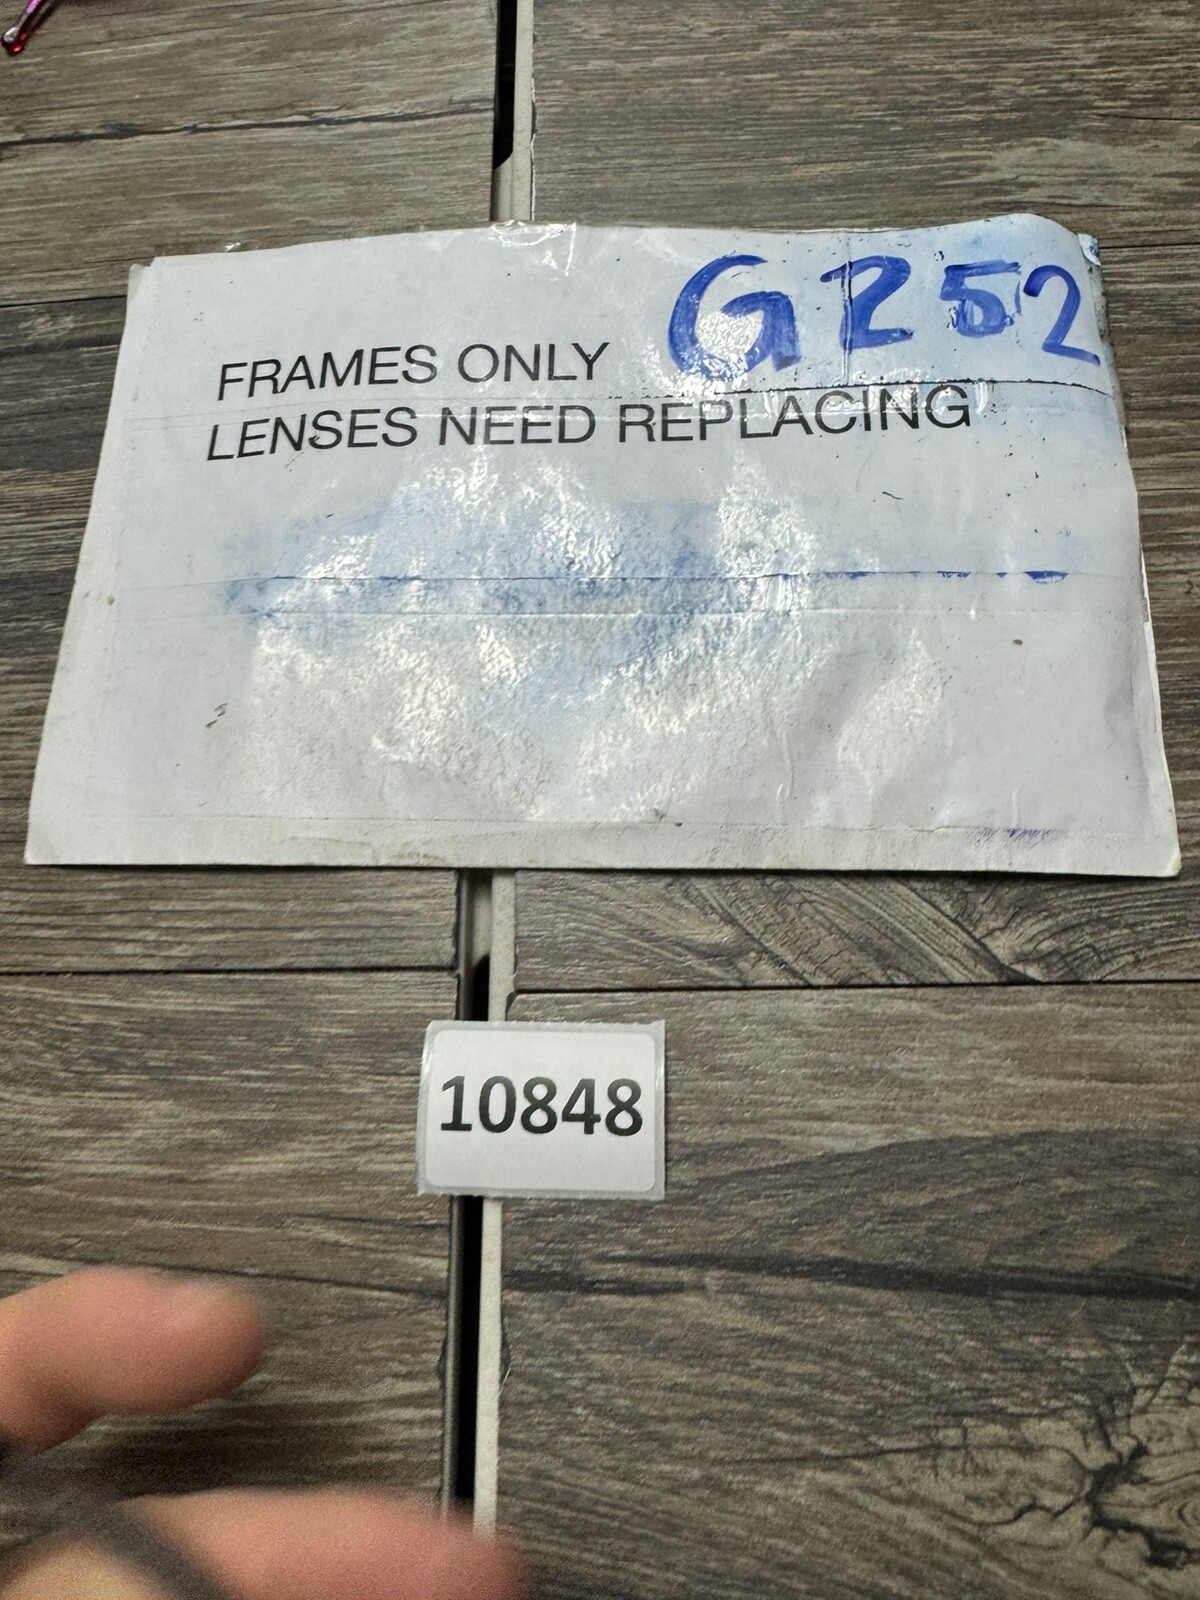 G252
FRAMES ONLY
LENSES NEED REPLACING
10848